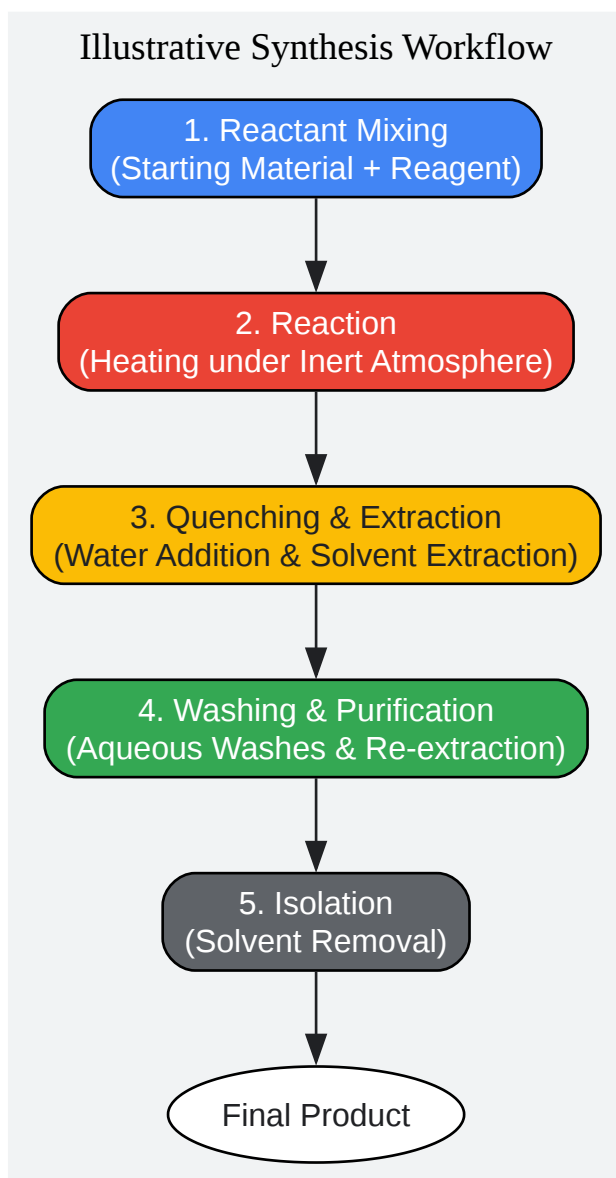 Illustrative Synthesis Workflow
1. Reactant Mixing
(Starting Material + Reagent)
2. Reaction
(Heating under Inert Atmosphere)
3. Quenching & Extraction
(Water Addition & Solvent Extraction)
4. Washing & Purification
(Aqueous Washes & Re-extraction)
5. Isolation
(Solvent Removal)
Final Product